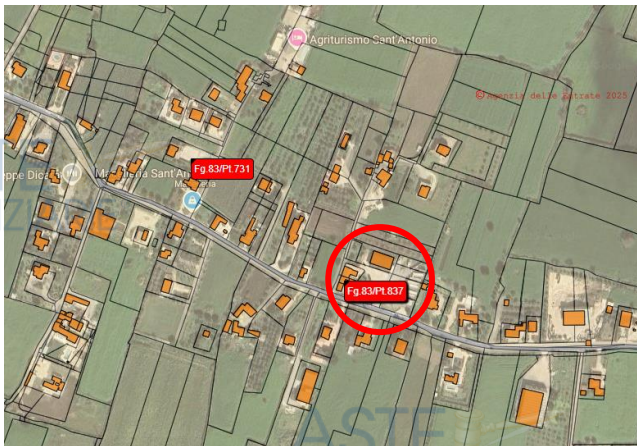 Agriturismo Sant'Antonio
© Agenzia delle Entrate 2025
Fg.83/Pt.731
Fg.83/Pt.837
ASTE